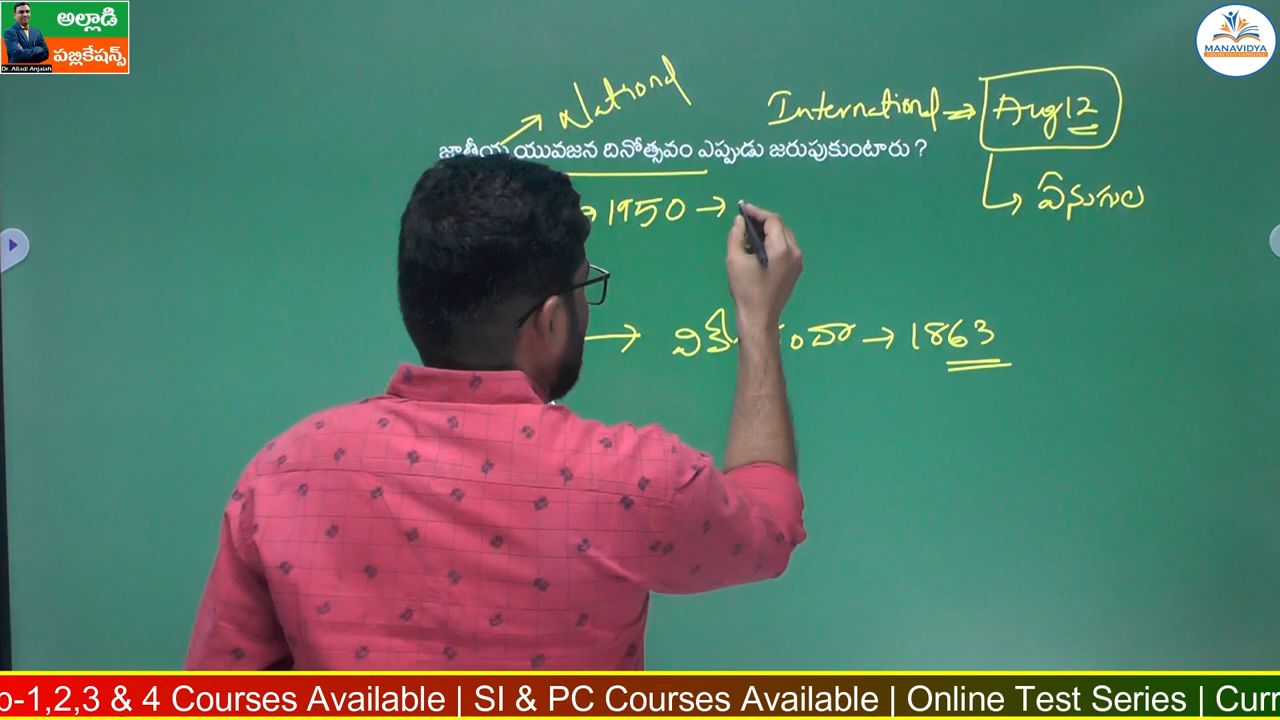 అల్లాడి
పబ్లికేషన్స్
Dr. Alladi Anjaiah
MANAVIDYA
National
International → Aug 12
జాతీయ యువజన దినోత్సవం ఎప్పుడు జరుపుకుంటారు ?
→ ఏనుగుల
→ 1950 →
→ → 1863
p-1,2,3 & 4 Courses Available | SI & PC Courses Available | Online Test Series | Curr